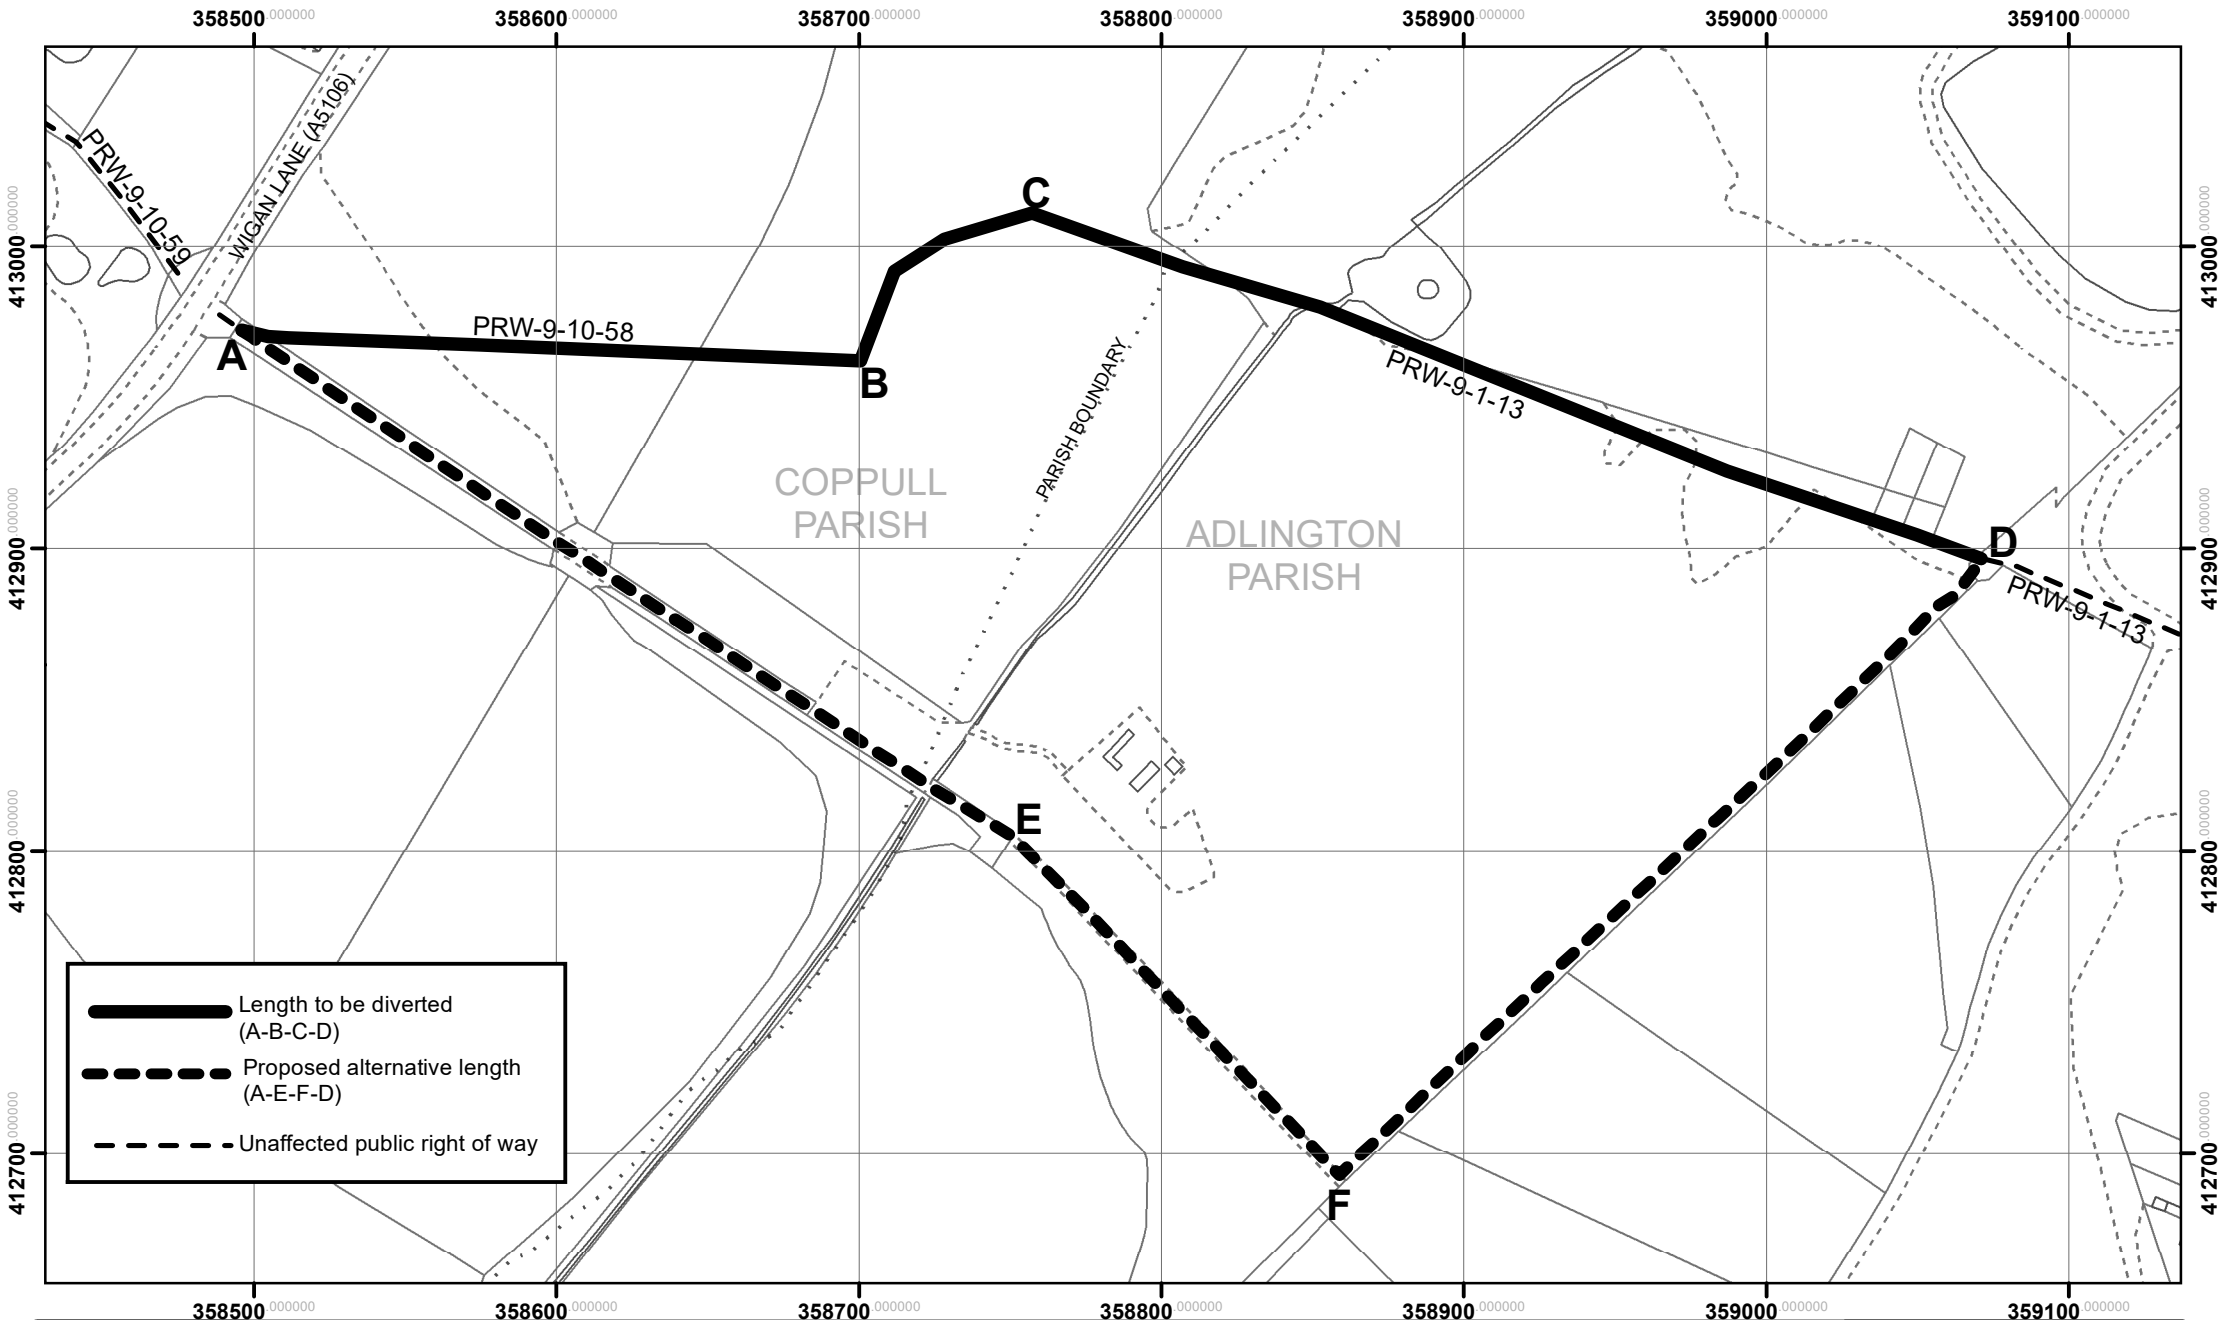 358500.000000 358600.000000 358700.000000 358800.000000 358900.000000 359000.000000 359100.000000
WIGAN LANE (A5106)
PRW-9-10-59
C
413000.000000
413000.000000
PRW-9-10-58
A
B
PARISH BOUNDARY
PRW-9-1-13
COPPULL
PARISH
ADLINGTON
PARISH
D
412900.000000
412900.000000
PRW-9-1-13
E
412800.000000
412800.000000
Length to be diverted
(A-B-C-D)
Proposed alternative length
(A-E-F-D)
Unaffected public right of way
412700.000000
412700.000000
F
358500.000000 358600.000000 358700.000000 358800.000000 358900.000000 359000.000000 359100.000000